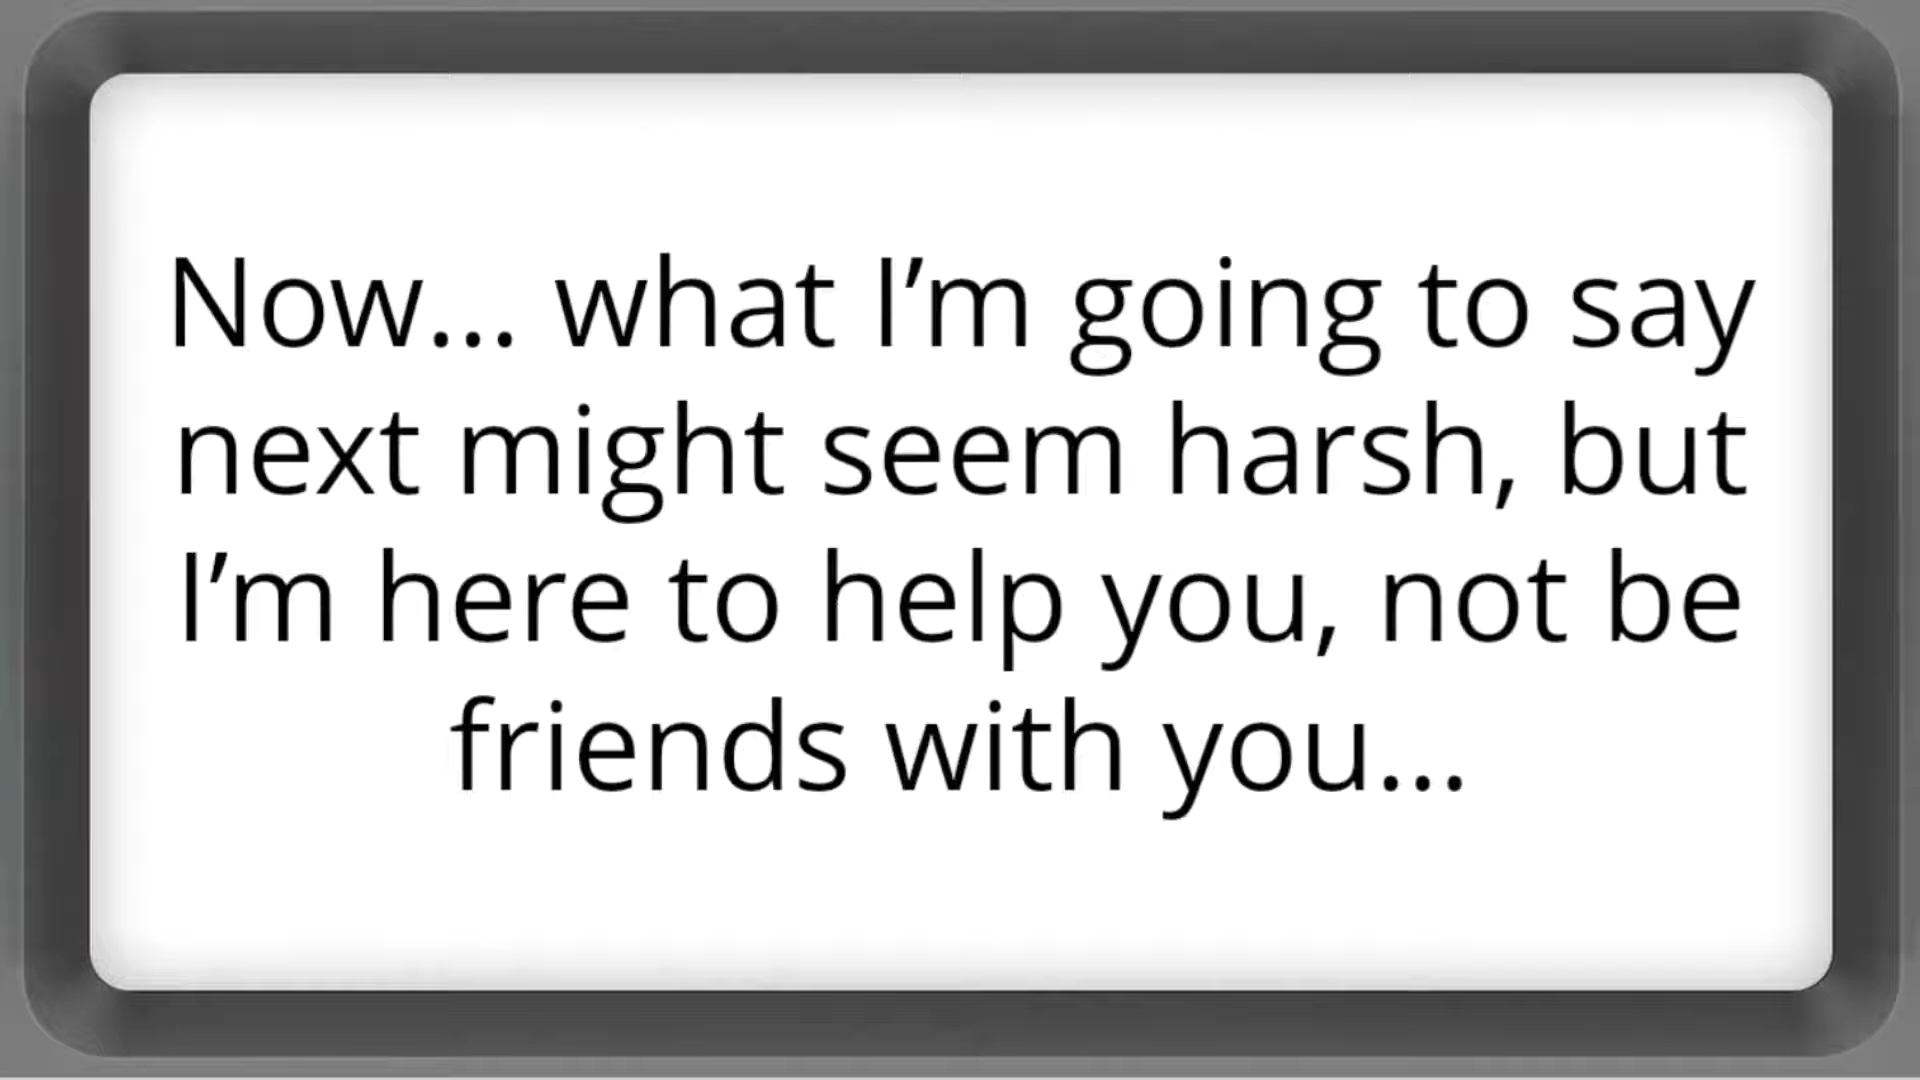 Now... what I’m going to say
next might seem harsh, but
I’m here to help you, not be
friends with you...